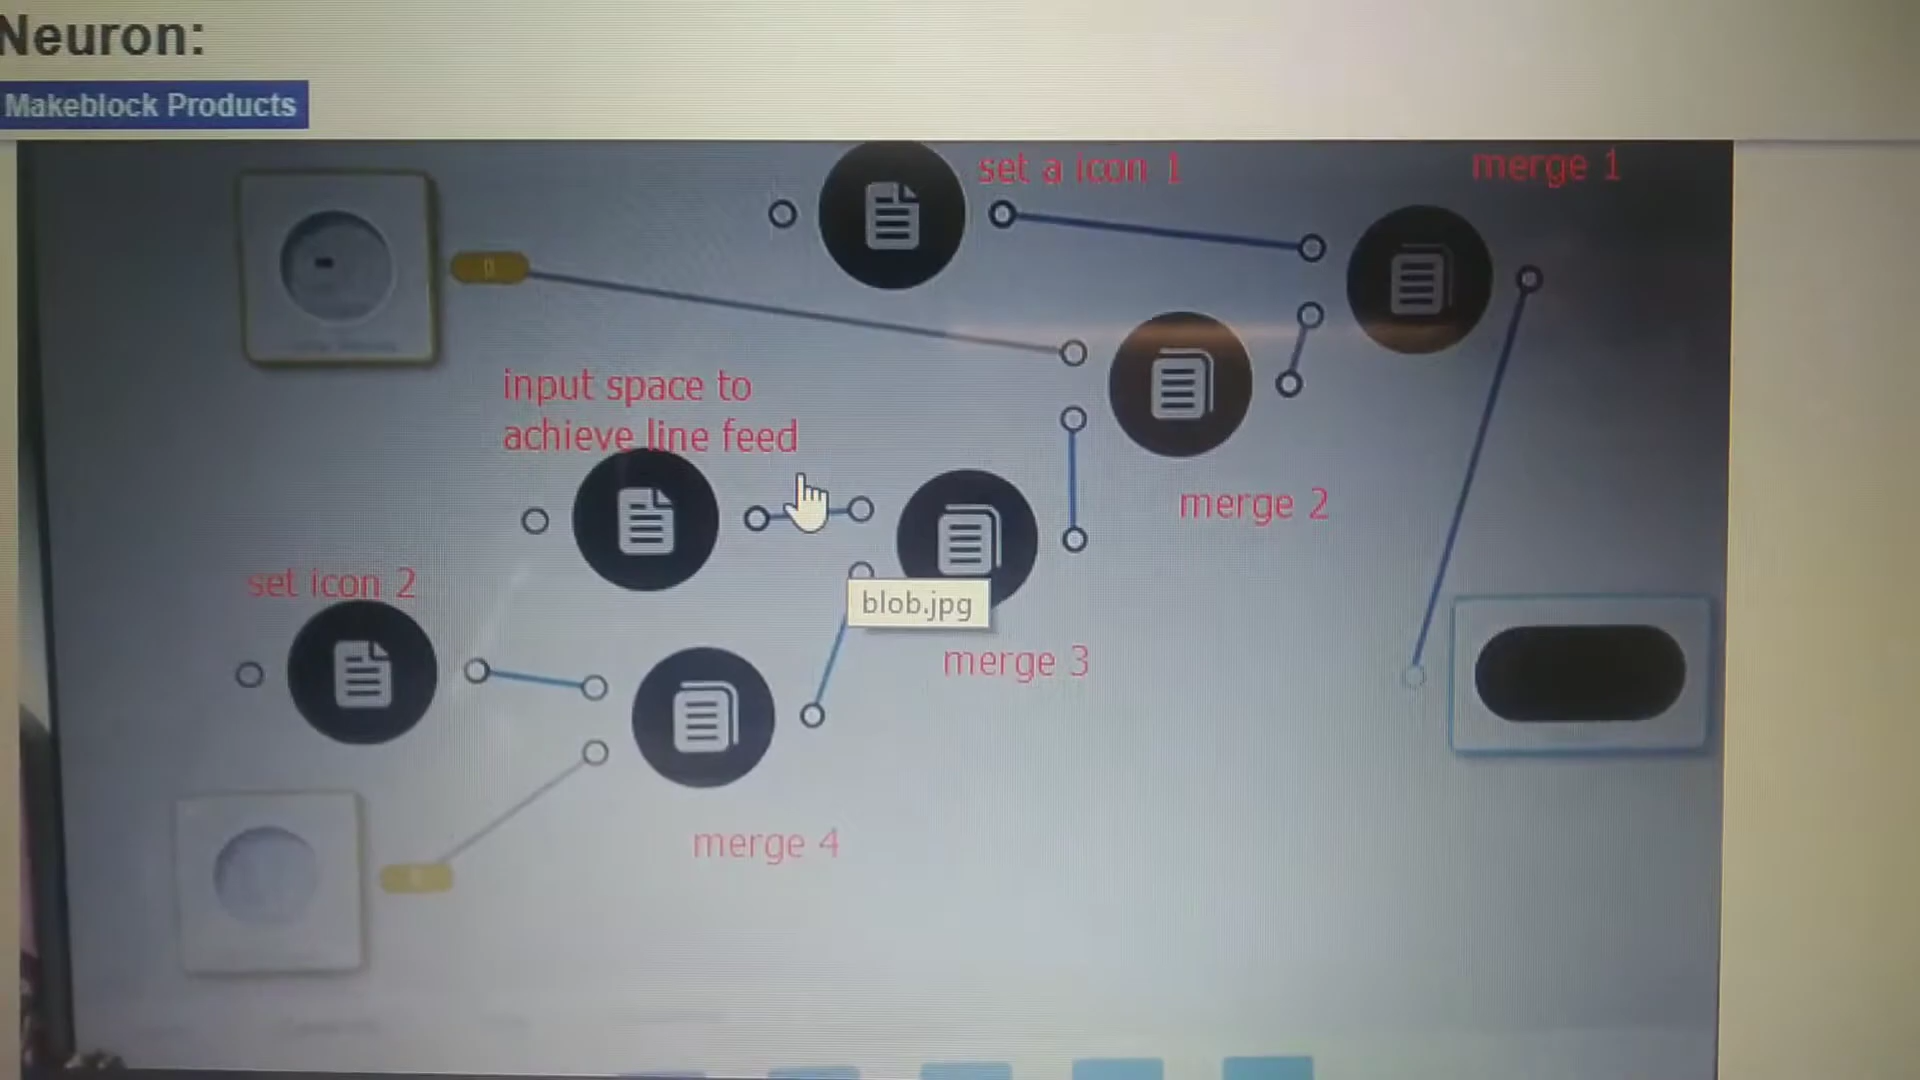 Neuron:
Makeblock Products
set a icon 1
merge 1
input space to
achieve line feed
merge 2
set icon 2
blob.jpg
merge 3
merge 4